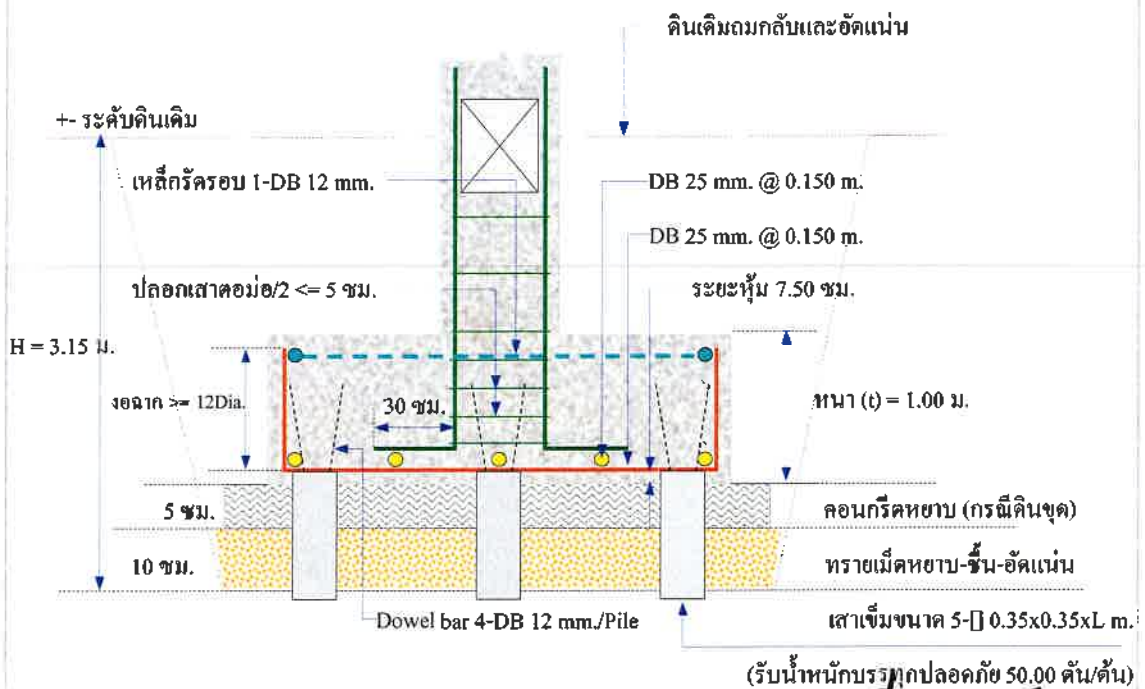 ดินเดิมถมกลับและอัดแน่น
+- ระดับดินเดิม
เหล็กรัดรอบ 1-DB 12 mm.
DB 25 mm. @ 0.150 m.
DB 25 mm. @ 0.150 m.
ปลอกเสาตอม่อ/2 <= 5 ซม.
ระยะหุ้ม 7.50 ซม.
H = 3.15 ม.
งอฉาก >= 12Dia.
30 ซม.
หนา (t) = 1.00 ม.
5 ซม.
คอนกรีตหยาบ (กรณีดินขุด)
10 ซม.
ทรายเม็ดหยาบ-ชื้น-อัดแน่น
Dowel bar 4-DB 12 mm./Pile
เสาเข็มขนาด 5-[] 0.35x0.35xL m.
(รับน้ำหนักบรรทุกปลอดภัย 50.00 ตัน/ต้น)